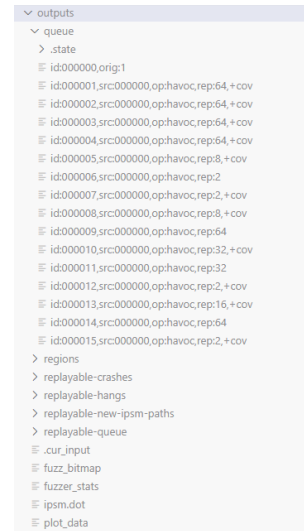 outputs
queue
.state
id:000000,orig:1
id:000001,src:000000,op:havoc,rep:64,+cov
id:000002,src:000000,op:havoc,rep:64,+cov
id:000003,src:000000,op:havoc,rep:64,+cov
id:000004,src:000000,op:havoc,rep:64,+cov
id:000005,src:000000,op:havoc,rep:8,+cov
id:000006,src:000000,op:havoc,rep:2
id:000007,src:000000,op:havoc,rep:2,+cov
id:000008,src:000000,op:havoc,rep:8,+cov
id:000009,src:000000,op:havoc,rep:64
id:000010,src:000000,op:havoc,rep:32,+cov
id:000011,src:000000,op:havoc,rep:32
id:000012,src:000000,op:havoc,rep:2,+cov
id:000013,src:000000,op:havoc,rep:16,+cov
id:000014,src:000000,op:havoc,rep:64
id:000015,src:000000,op:havoc,rep:2,+cov
regions
replayable-crashes
replayable-hangs
replayable-new-ipsm-paths
replayable-queue
.cur_input
fuzz_bitmap
fuzzer_stats
ipsm.dot
plot_data